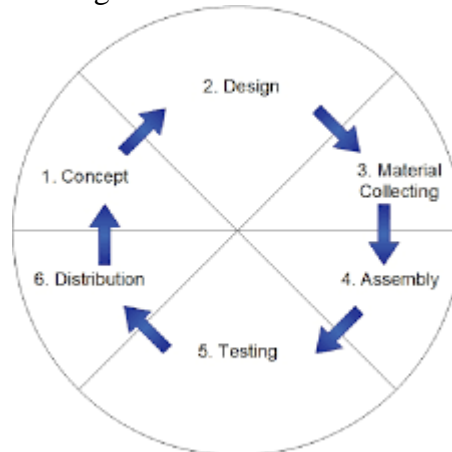 2. Design
1. Concept
3. Material
Collecting
6. Distribution
4. Assembly
5. Testing